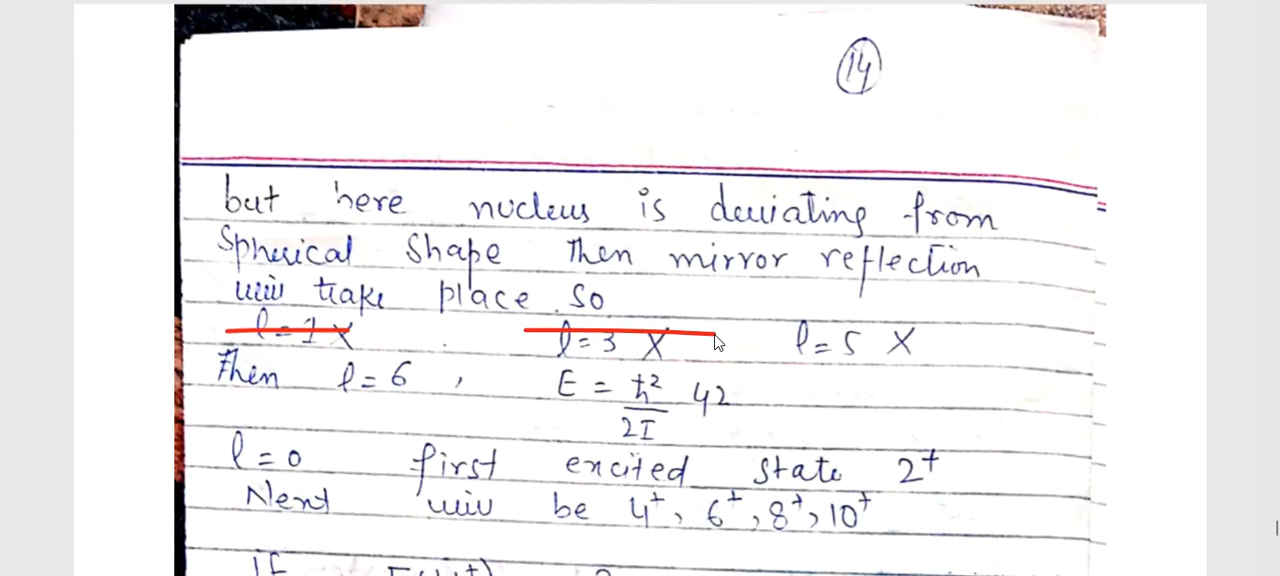 14
but here nucleus is deviating from
Spherical Shape Then mirror reflection
will take place so
l=1 X l=3 X l=5 X
Then l=6 , E = ħ²/2I 42
l=0 first excited state 2⁺
Next will be 4⁺, 6⁺, 8⁺, 10⁺
If